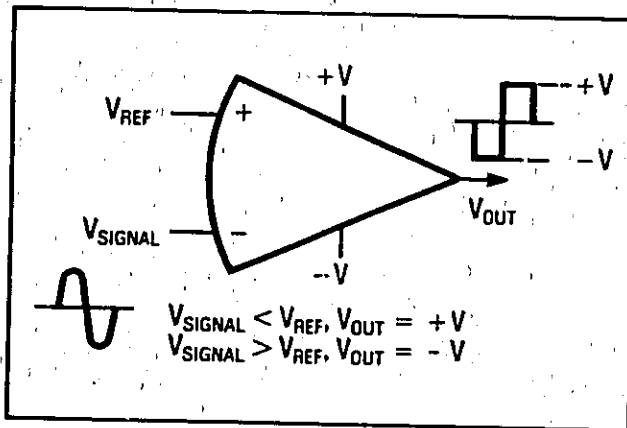 +V
V_REF
+
+V
-V
V_SIGNAL
-
V_OUT
-V
V_SIGNAL < V_REF, V_OUT = +V
V_SIGNAL > V_REF, V_OUT = -V